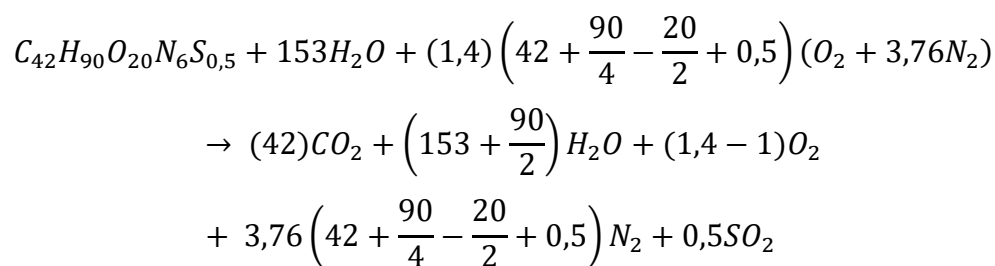 C₄₂H₉₀O₂₀N₆S₀,₅ + 153H₂O + (1,4) (42 + 90/4 − 20/2 + 0,5) (O₂ + 3,76N₂)
→ (42)CO₂ + (153 + 90/2) H₂O + (1,4 − 1)O₂
+ 3,76 (42 + 90/4 − 20/2 + 0,5) N₂ + 0,5SO₂